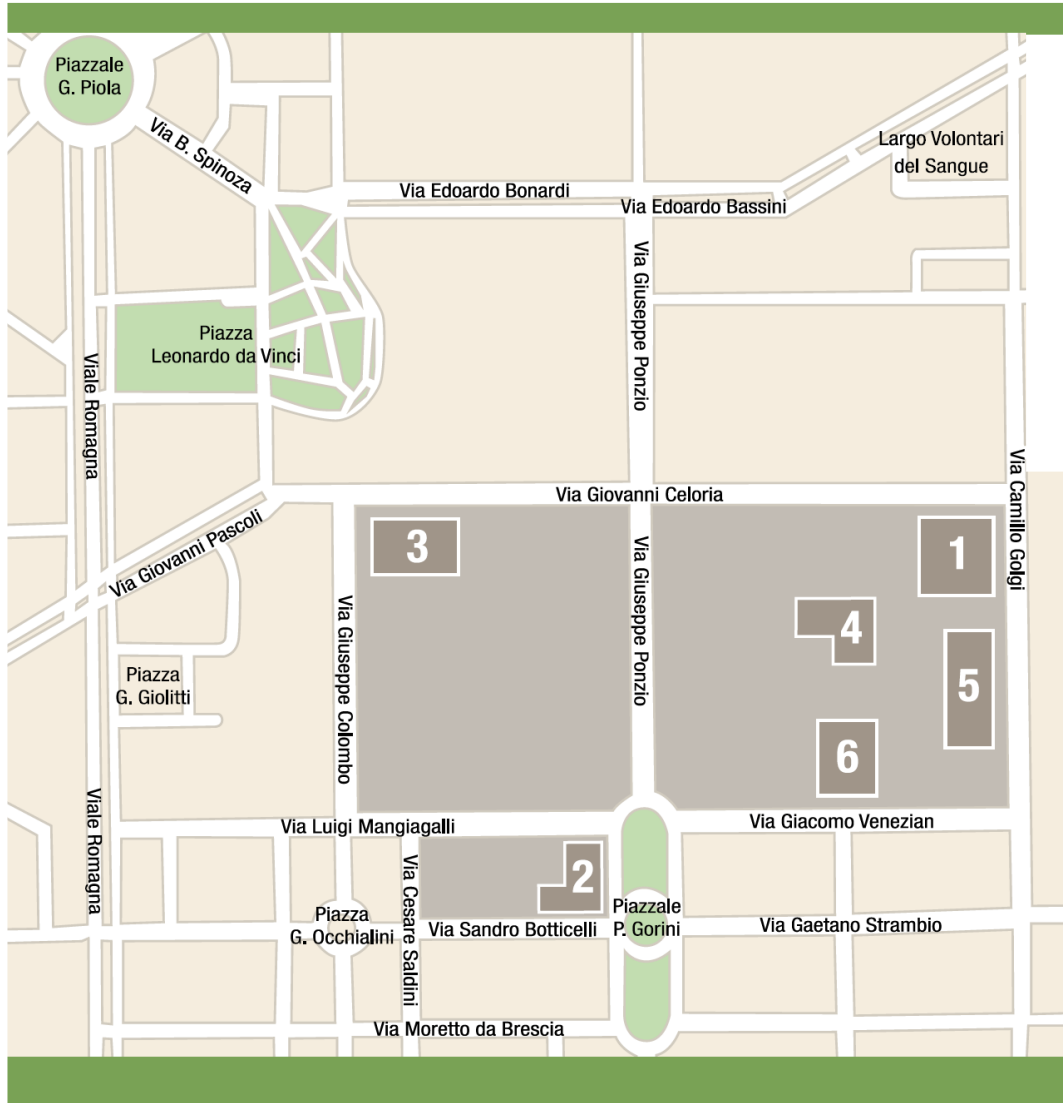 Piazzale
G. Piola
Via B. Spinoza
Largo Volontari
del Sangue
Via Edoardo Bonardi
Via Edoardo Bassini
Via Giuseppe Ponzio
Piazza
Leonardo da Vinci
Viale Romagna
Via Giovanni Celoria
Via Camillo Golgi
Via Giovanni Pascoli
3
1
Via Giuseppe Ponzio
4
Via Giuseppe Colombo
5
Piazza
G. Giolitti
6
Viale Romagna
Via Luigi Mangiagalli
Via Giacomo Venezian
2
Via Cesare Saldini
Piazza
G. Occhialini
Piazzale
P. Gorini
Via Sandro Botticelli
Via Gaetano Strambio
Via Moretto da Brescia